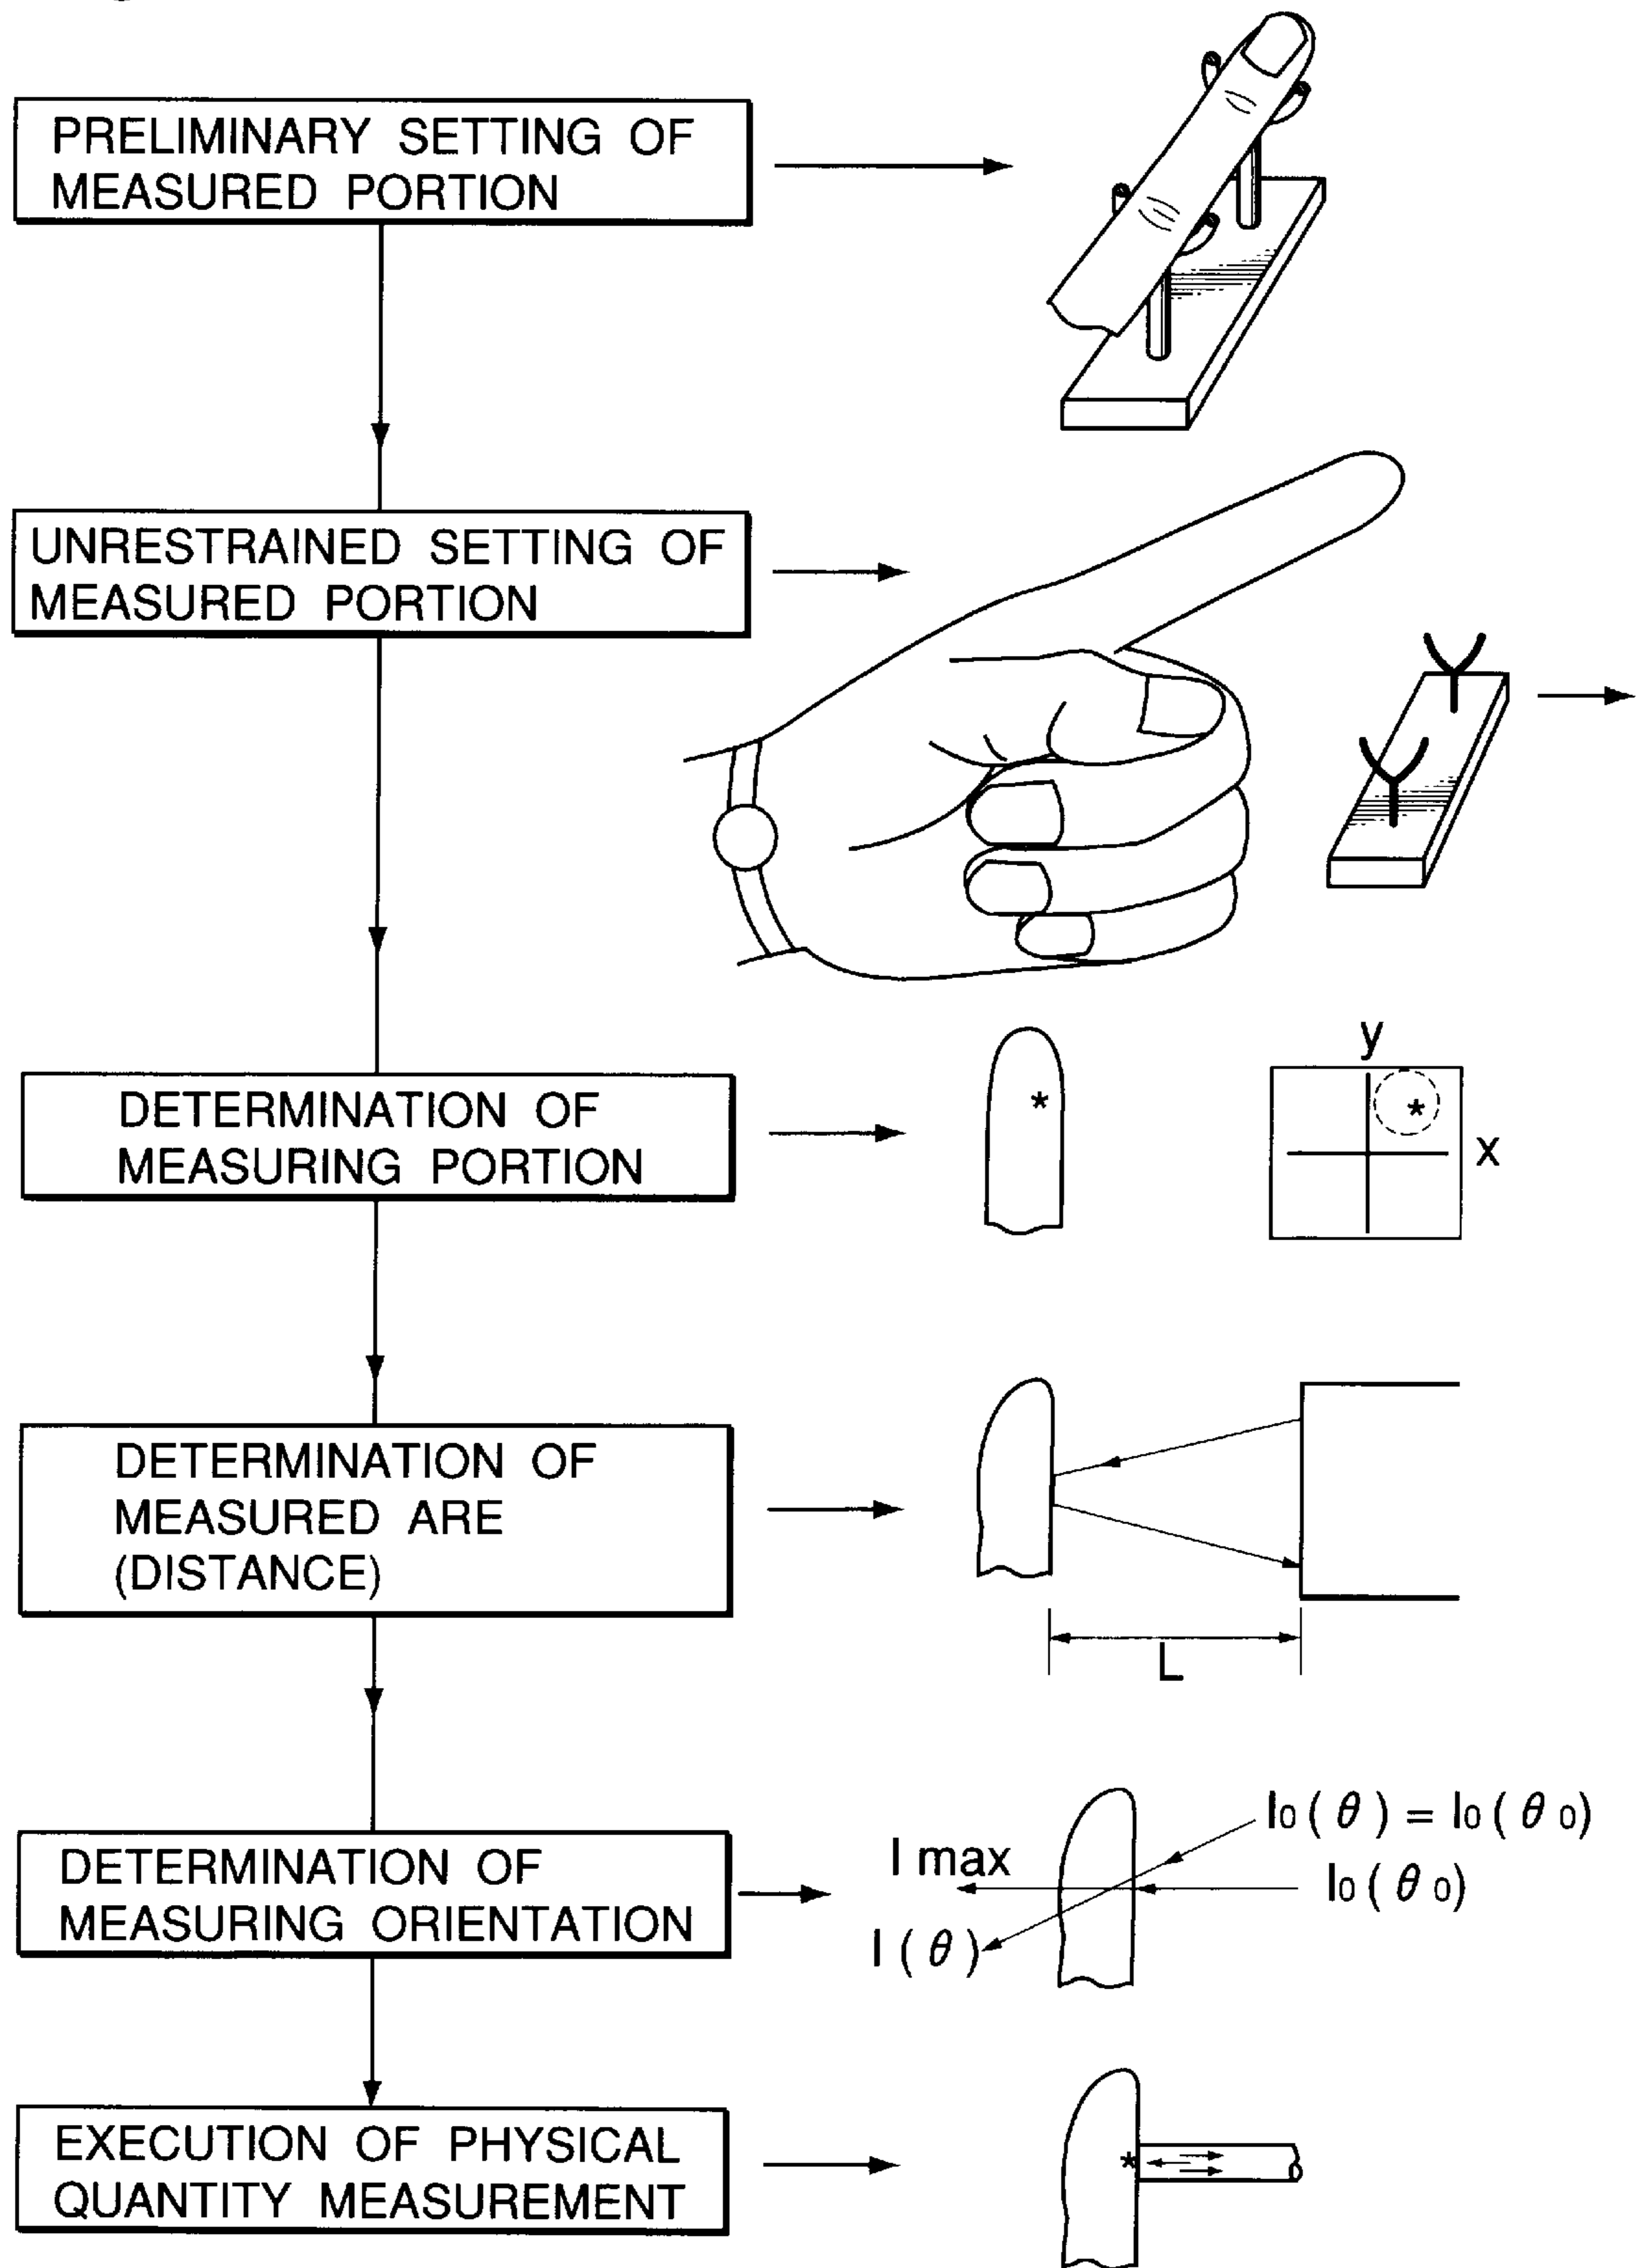 PRELIMINARY SETTING OF
MEASURED PORTION
UNRESTRAINED SETTING OF
MEASURED PORTION
DETERMINATION OF
MEASURING PORTION
*
y
*
x
DETERMINATION OF
MEASURED ARE
(DISTANCE)
L
DETERMINATION OF
MEASURING ORIENTATION
I max
I ( θ )
I0 ( θ ) = I0 ( θ 0 )
I0 ( θ 0 )
EXECUTION OF PHYSICAL
QUANTITY MEASUREMENT
*